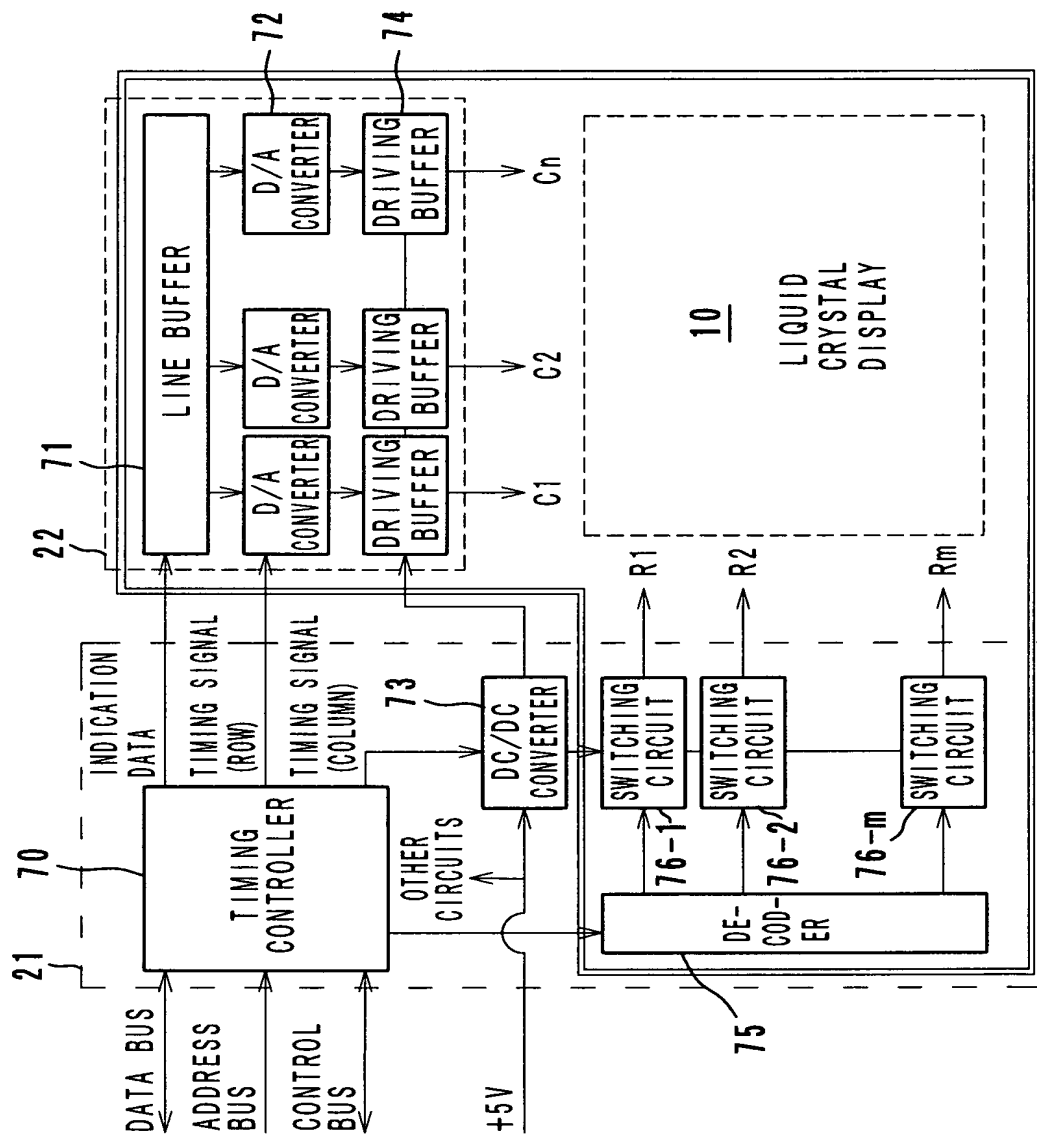 21
70
22
71
72
DATA BUS
ADDRESS
BUS
CONTROL
BUS
+5V
TIMING
CONTROLLER
INDICATION
DATA
TIMING SIGNAL
(ROW)
TIMING SIGNAL
(COLUMN)
OTHER
CIRCUITS
73
DC/DC
CONVERTER
LINE BUFFER
D/A
CONVERTER
D/A
CONVERTER
D/A
CONVERTER
74
DRIVING
BUFFER
DRIVING
BUFFER
DRIVING
BUFFER
C1
C2
Cn
75
DE-
COD-
ER
SWITCHING
CIRCUIT
76-1
R1
SWITCHING
CIRCUIT
76-2
R2
SWITCHING
CIRCUIT
76-m
Rm
10
LIQUID
CRYSTAL
DISPLAY